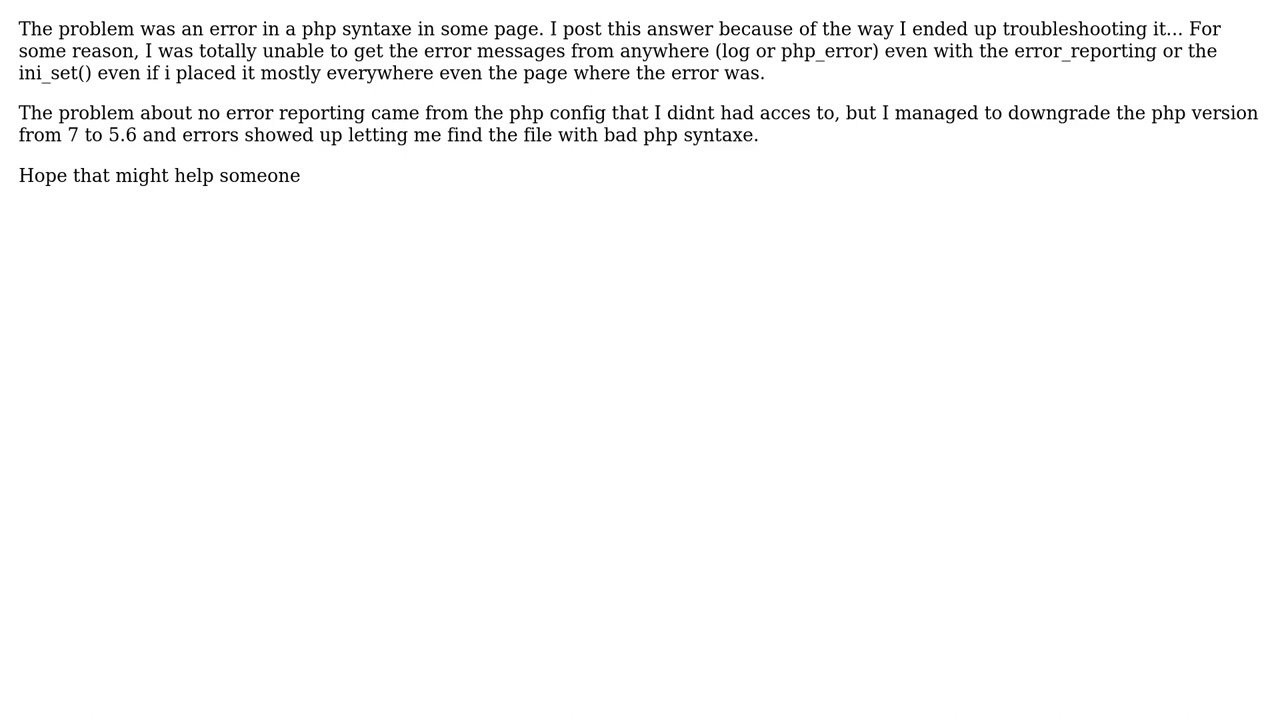 The problem was an error in a php syntaxe in some page. I post this answer because of the way I ended up troubleshooting it... For
some reason, I was totally unable to get the error messages from anywhere (log or php_error) even with the error_reporting or the
ini_set() even if i placed it mostly everywhere even the page where the error was.
The problem about no error reporting came from the php config that I didnt had acces to, but I managed to downgrade the php version
from 7 to 5.6 and errors showed up letting me find the file with bad php syntaxe.
Hope that might help someone